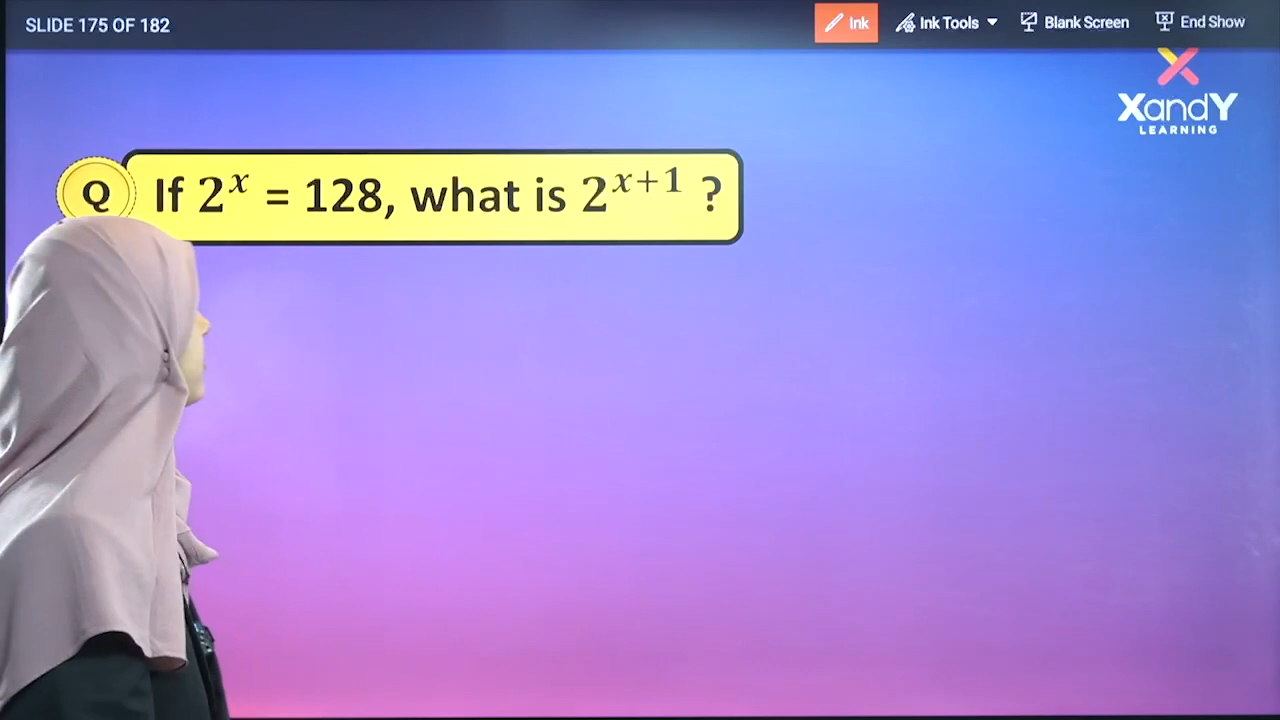 SLIDE 175 OF 182
Ink
Ink Tools
Blank Screen
End Show
XandY
LEARNING
Q
If 2^x = 128, what is 2^{x+1} ?